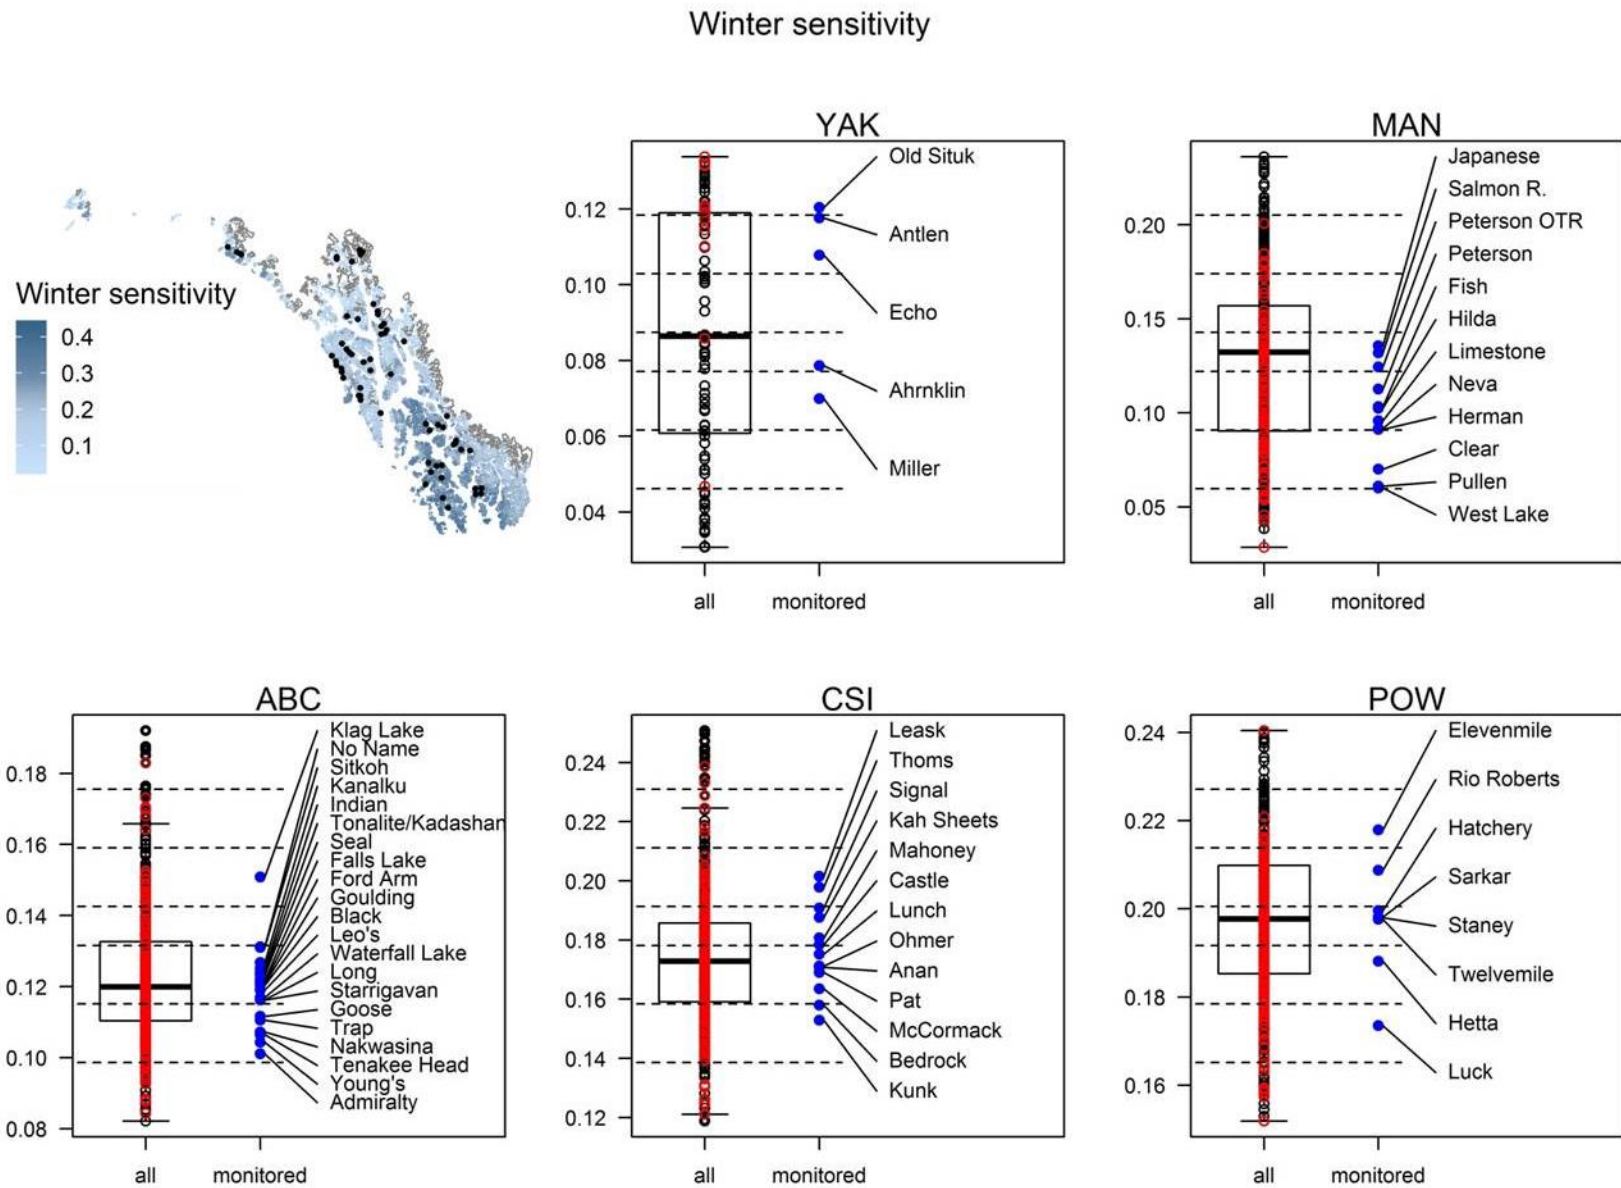 Winter sensitivity
Winter sensitivity
0.4
0.3
0.2
0.1
YAK
0.12
0.10
0.08
0.06
0.04
Old Situk
Antlen
Echo
Ahrnklin
Miller
all
monitored
MAN
0.20
0.15
0.10
0.05
Japanese
Salmon R.
Peterson OTR
Peterson
Fish
Hilda
Limestone
Neva
Herman
Clear
Pullen
West Lake
all
monitored
ABC
0.18
0.16
0.14
0.12
0.10
0.08
Klag Lake
No Name
Sitkoh
Kanalku
Indian
Tonalite/Kadashan
Seal
Falls Lake
Ford Arm
Goulding
Black
Leo's
Waterfall Lake
Long
Starrigavan
Goose
Trap
Nakwasina
Tenakee Head
Young's
Admiralty
all
monitored
CSI
0.24
0.22
0.20
0.18
0.16
0.14
0.12
Leask
Thoms
Signal
Kah Sheets
Mahoney
Castle
Lunch
Ohmer
Anan
Pat
McCormack
Bedrock
Kunk
all
monitored
POW
0.24
0.22
0.20
0.18
0.16
Elevenmile
Rio Roberts
Hatchery
Sarkar
Staney
Twelvemile
Hetta
Luck
all
monitored